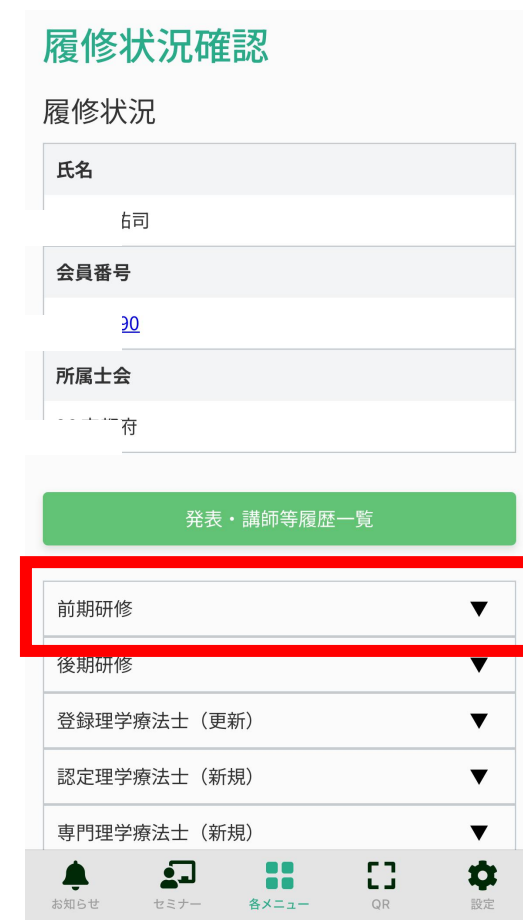 履修状況確認
履修状況
氏名
佑司
会員番号
90
所属士会
府
発表・講師等履歴一覧
前期研修 ▼
後期研修 ▼
登録理学療法士（更新） ▼
認定理学療法士（新規） ▼
専門理学療法士（新規） ▼
お知らせ セミナー 各メニュー QR 設定